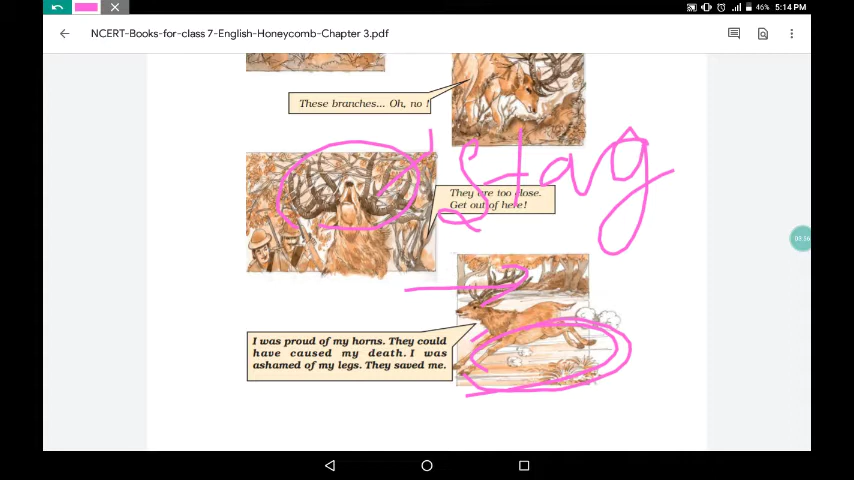 46% 5:14 PM
NCERT-Books-for-class 7-English-Honeycomb-Chapter 3.pdf
These branches... Oh, no !
Stag
They are too close.
Get out of here!
03:36
I was proud of my horns. They could
have caused my death. I was
ashamed of my legs. They saved me.